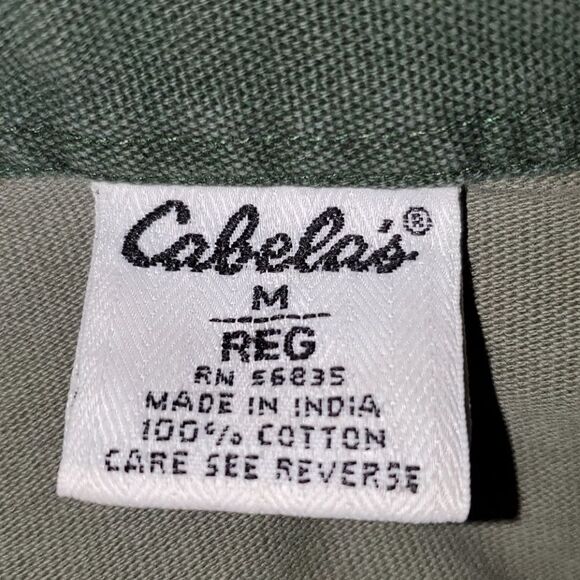 Cabela's®
M
REG
RN 56835
MADE IN INDIA
100% COTTON
CARE SEE REVERSE